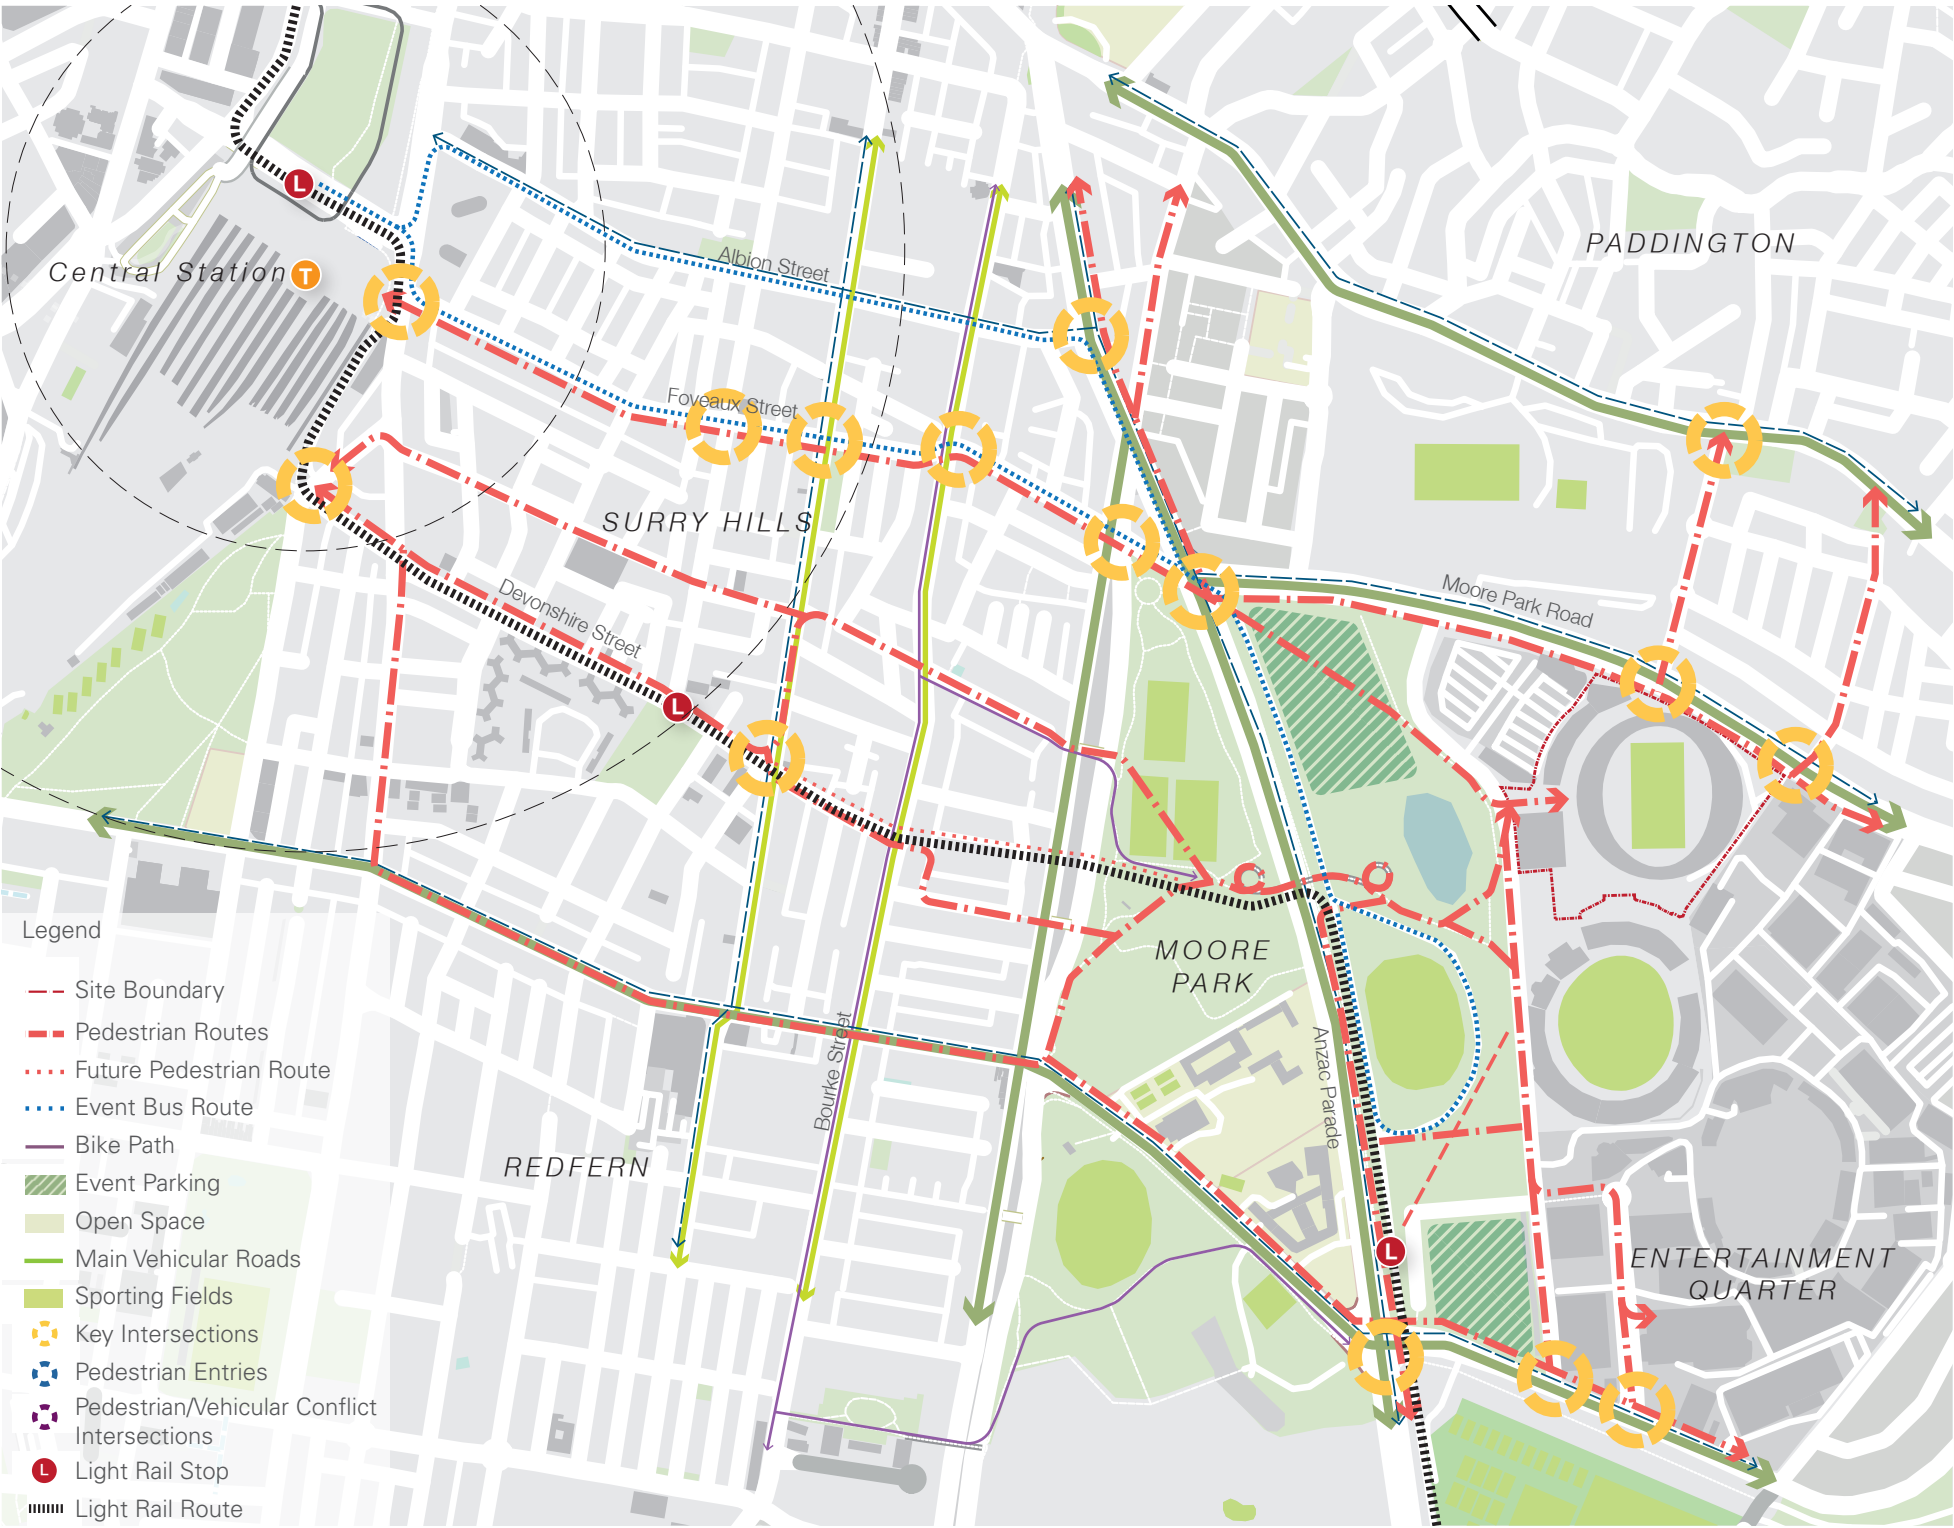 L
Central Station T
Albion Street
PADDINGTON
Foveaux Street
SURRY HILLS
Devonshire Street
Moore Park Road
L
MOORE
PARK
Bourke Street
Anzac Parade
REDFERN
L
ENTERTAINMENT
QUARTER
Legend
Site Boundary
Pedestrian Routes
Future Pedestrian Route
Event Bus Route
Bike Path
Event Parking
Open Space
Main Vehicular Roads
Sporting Fields
Key Intersections
Pedestrian Entries
Pedestrian/Vehicular Conflict
Intersections
L Light Rail Stop
Light Rail Route